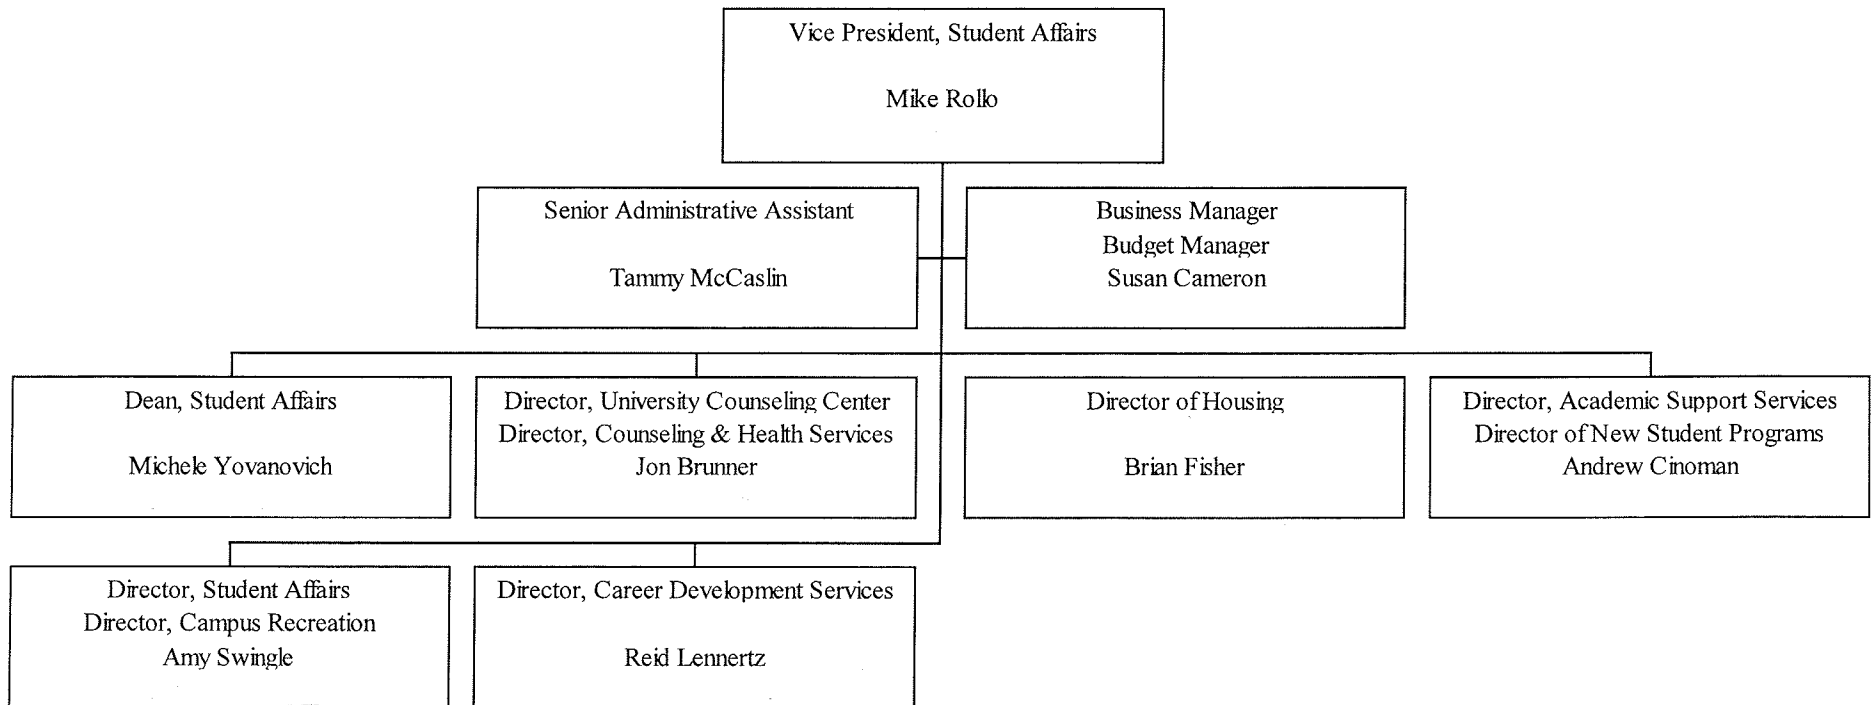 Vice President, Student Affairs
Mike Rollo
Senior Administrative Assistant
Tammy McCaslin
Business Manager
Budget Manager
Susan Cameron
Dean, Student Affairs
Michele Yovanovich
Director, University Counseling Center
Director, Counseling & Health Services
Jon Brunner
Director of Housing
Brian Fisher
Director, Academic Support Services
Director of New Student Programs
Andrew Cinoman
Director, Student Affairs
Director, Campus Recreation
Amy Swingle
Director, Career Development Services
Reid Lennertz